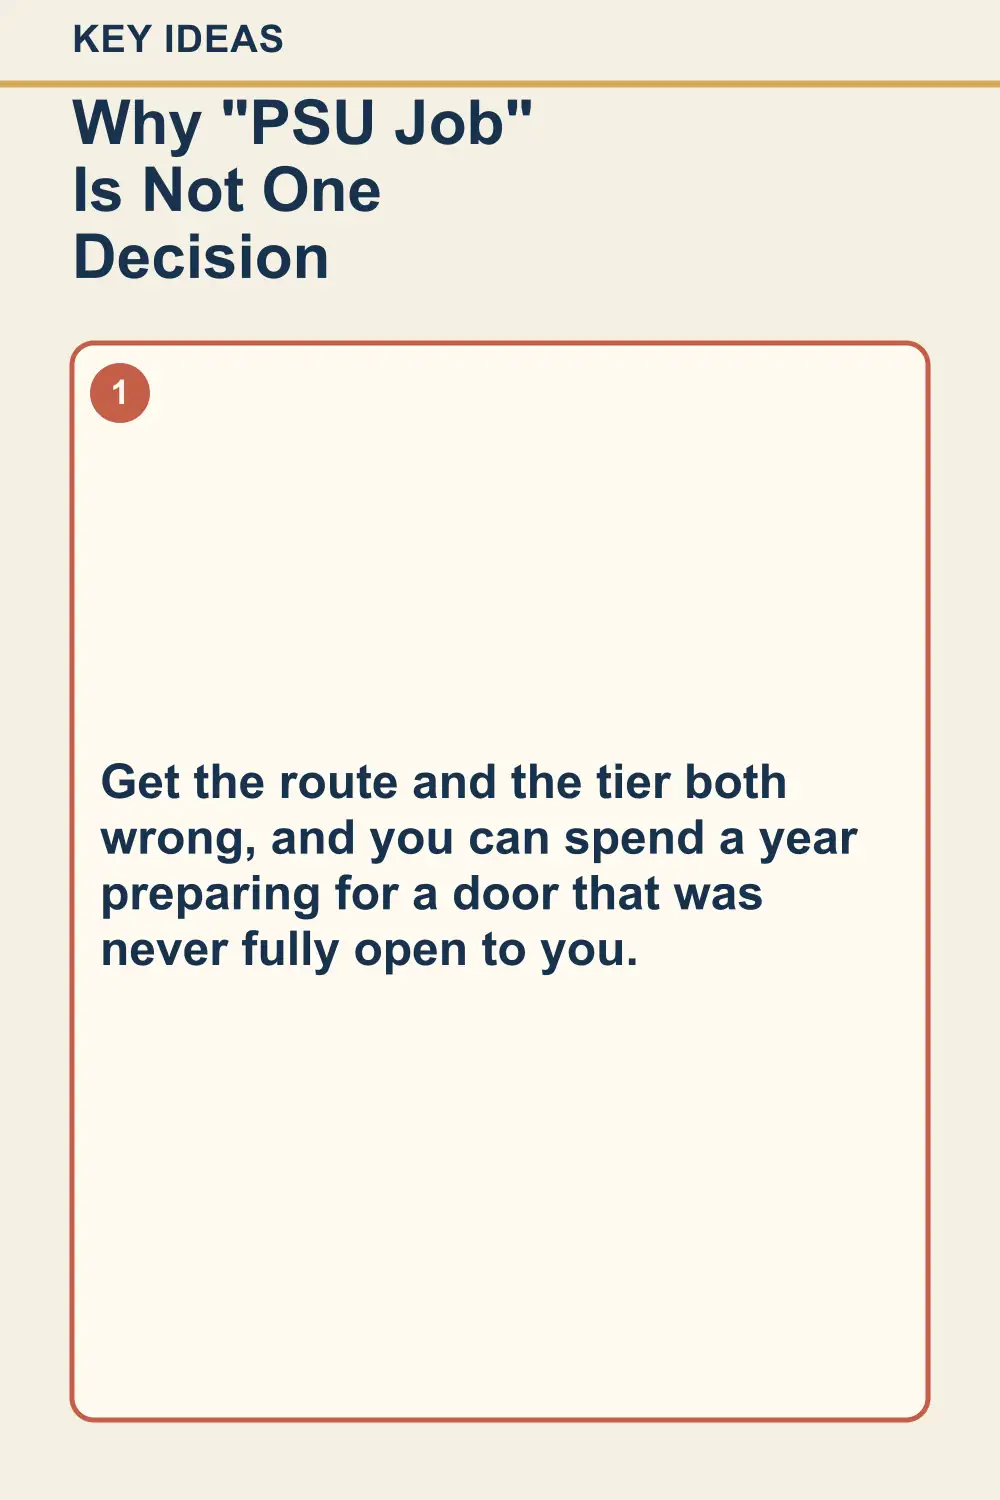 KEY IDEAS
Why "PSU Job"
Is Not One
Decision
1
Get the route and the tier both
wrong, and you can spend a year
preparing for a door that was
never fully open to you.